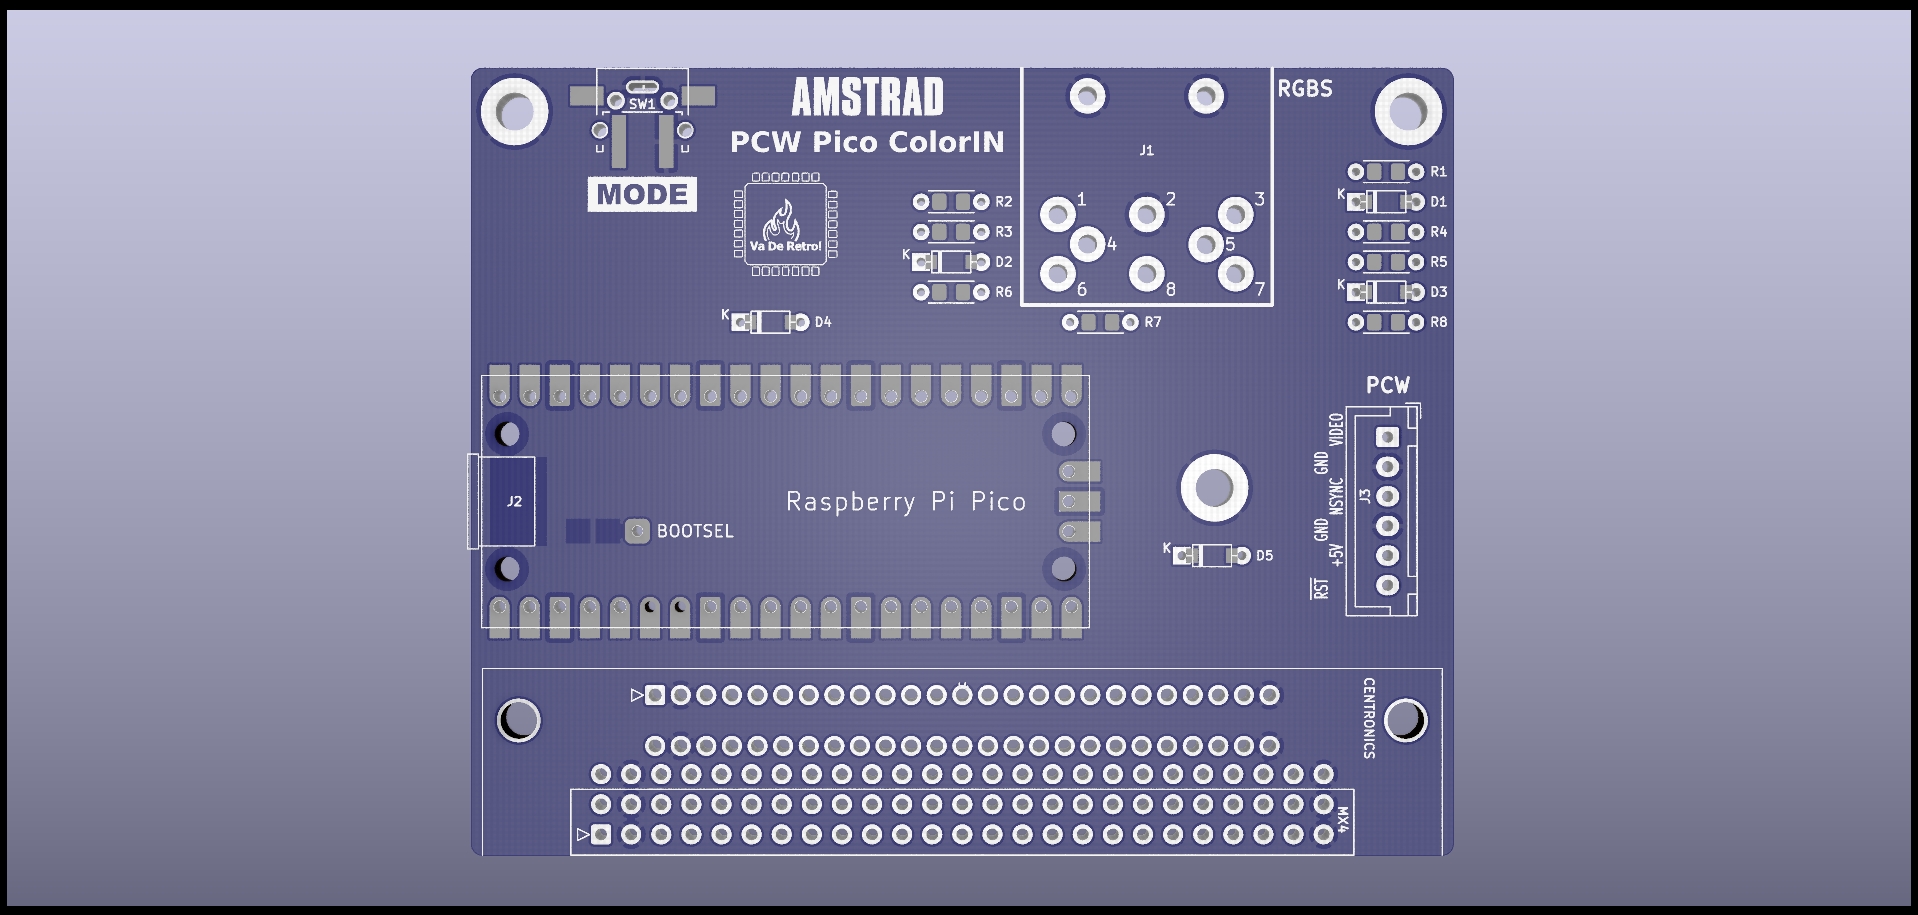 AMSTRAD
PCW Pico ColorIN
SW1
MODE
Va De Retro!
RGBS
J1
1
2
3
4
5
6
8
7
R2
R3
K
D2
R6
R7
K
D4
R1
K
D1
R4
R5
K
D3
R8
PCW
VIDEO
GND
NSYNC
GND
+5V
RST
J3
J2
Raspberry Pi Pico
BOOTSEL
K
D5
CENTRONICS
MX4